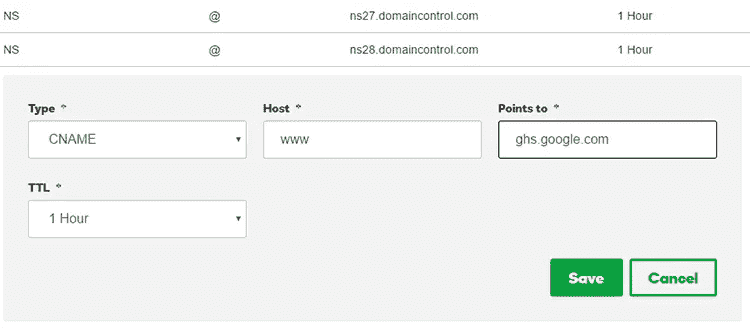 NS @ ns27.domaincontrol.com 1 Hour
NS @ ns28.domaincontrol.com 1 Hour
Type * Host * Points to *
CNAME www ghs.google.com
TTL *
1 Hour
Save Cancel